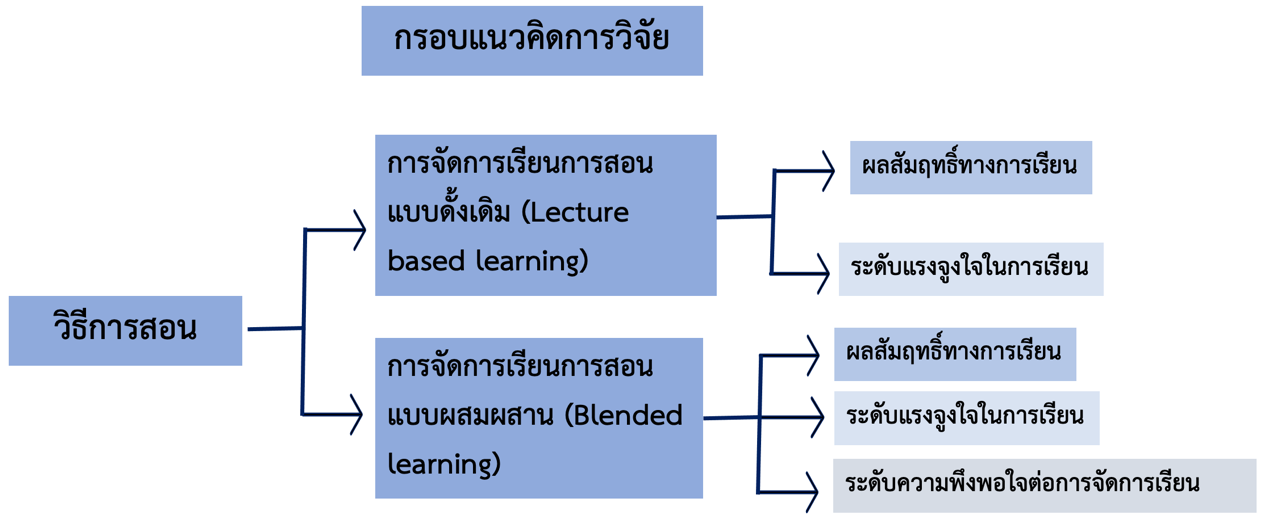 กรอบแนวคิดการวิจัย
การจัดการเรียนการสอน
แบบดั้งเดิม (Lecture
based learning)
ผลสัมฤทธิ์ทางการเรียน
ระดับแรงจูงใจในการเรียน
วิธีการสอน
การจัดการเรียนการสอน
แบบผสมผสาน (Blended
learning)
ผลสัมฤทธิ์ทางการเรียน
ระดับแรงจูงใจในการเรียน
ระดับความพึงพอใจต่อการจัดการเรียน